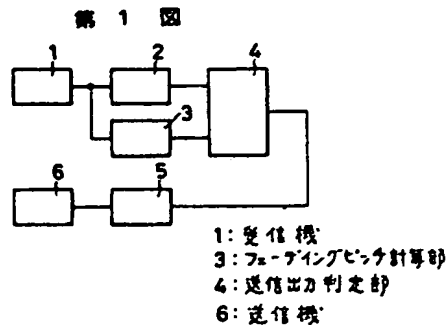 第 1 図
1 2 4
3
6 5
1: 受信機
3: フェーディングピッチ計算部
4: 送信出力判定部
6: 送信機